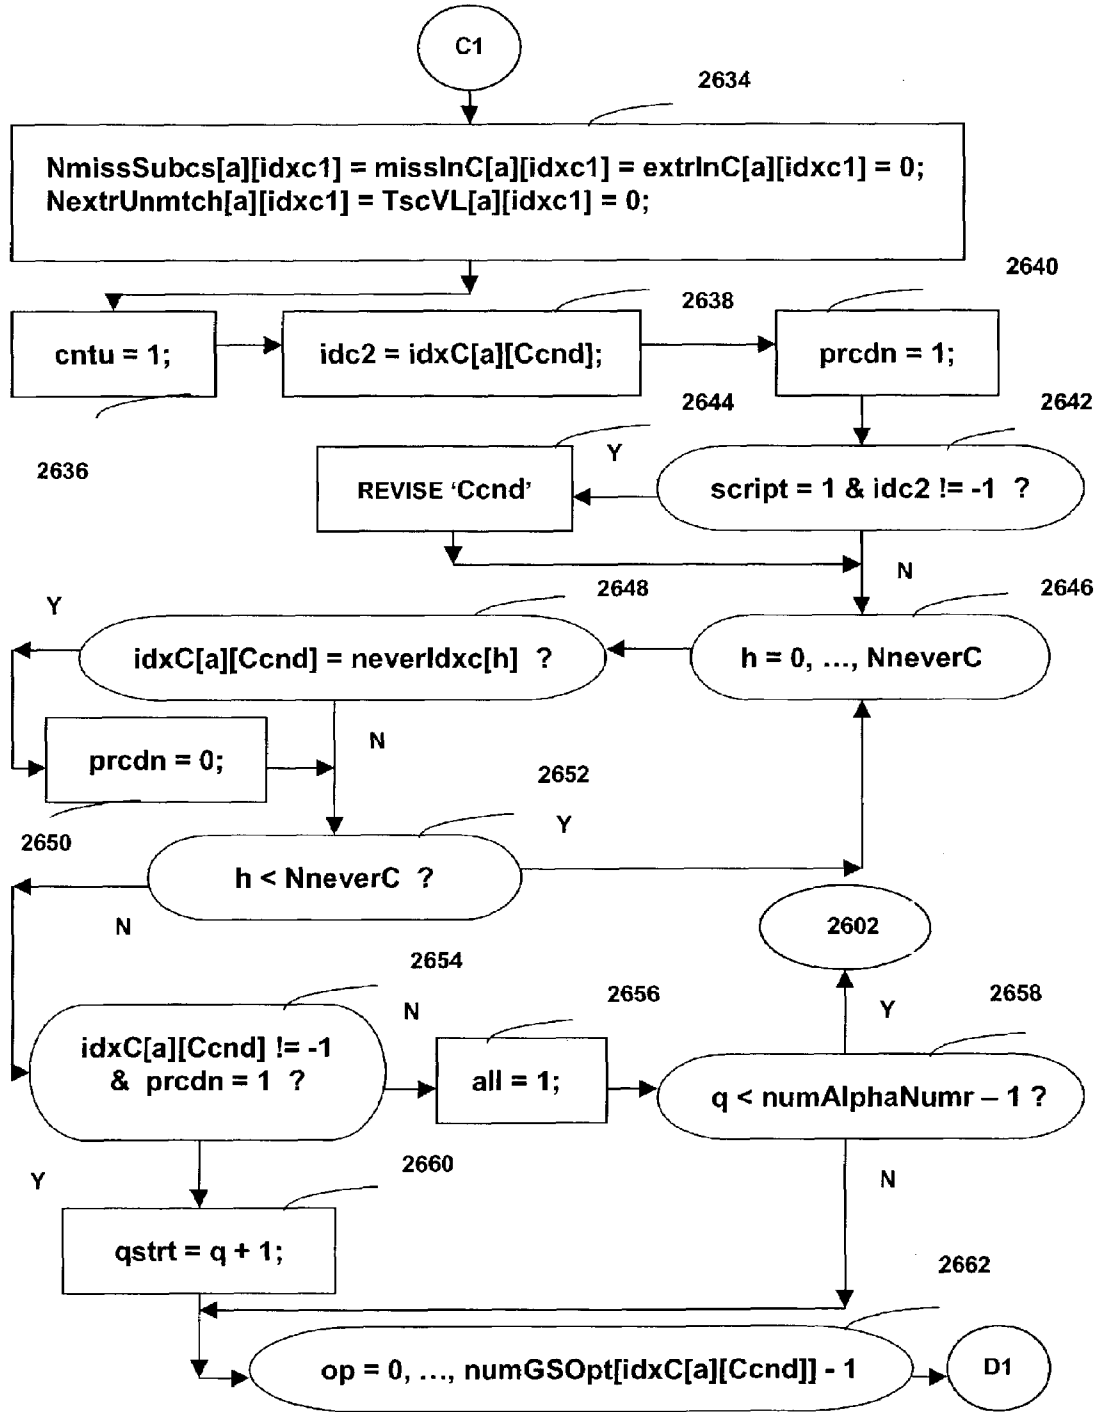 C1
2634
NmissSubcs[a][idxc1] = missInC[a][idxc1] = extrInC[a][idxc1] = 0;
NextrUnmtch[a][idxc1] = TscVL[a][idxc1] = 0;
2640
2638
cntu = 1;
idc2 = idxC[a][Ccnd];
prcdn = 1;
2644
2642
2636
Y
REVISE ‘Ccnd’
script = 1 & idc2 != -1 ?
N
2648
2646
Y
idxC[a][Ccnd] = neverIdxc[h] ?
h = 0, …, NneverC
N
prcdn = 0;
2652
2650
Y
h < NneverC ?
N
2602
2654
N
2656
Y
2658
idxC[a][Ccnd] != -1
& prcdn = 1 ?
all = 1;
q < numAlphaNumr – 1 ?
Y
2660
N
qstrt = q + 1;
2662
op = 0, …, numGSOpt[idxC[a][Ccnd]] - 1
D1